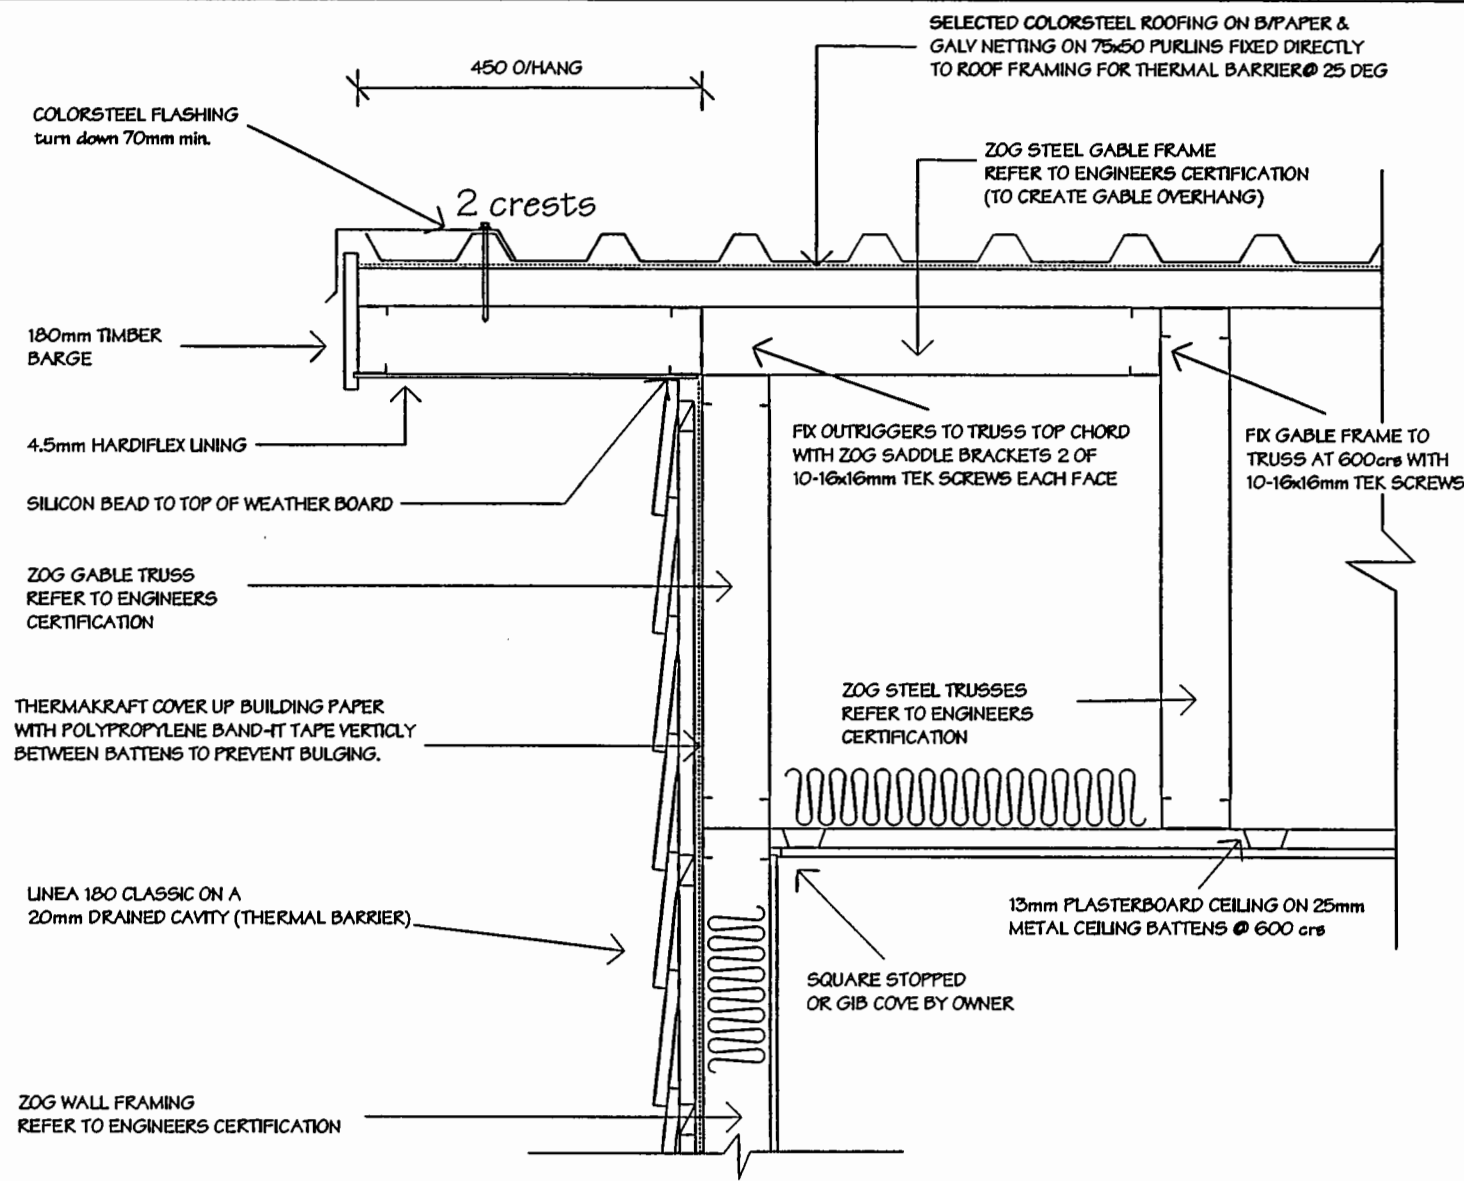 SELECTED COLORSTEEL ROOFING ON B/PAPER &
GALV NETTING ON 75x50 PURLINS FIXED DIRECTLY
TO ROOF FRAMING FOR THERMAL BARRIER@ 25 DEG
450 O/HANG
COLORSTEEL FLASHING
turn down 70mm min.
ZOG STEEL GABLE FRAME
REFER TO ENGINEERS CERTIFICATION
(TO CREATE GABLE OVERHANG)
2 crests
180mm TIMBER
BARGE
4.5mm HARDIFLEX LINING
FIX OUTRIGGERS TO TRUSS TOP CHORD
WITH ZOG SADDLE BRACKETS 2 OF
10-16x16mm TEK SCREWS EACH FACE
FIX GABLE FRAME TO
TRUSS AT 600crs WITH
10-16x16mm TEK SCREWS
SILICON BEAD TO TOP OF WEATHER BOARD
ZOG GABLE TRUSS
REFER TO ENGINEERS
CERTIFICATION
ZOG STEEL TRUSSES
REFER TO ENGINEERS
CERTIFICATION
THERMAKRAFT COVER UP BUILDING PAPER
WITH POLYPROPYLENE BAND-IT TAPE VERTICLY
BETWEEN BATTENS TO PREVENT BULGING.
LINEA 180 CLASSIC ON A
20mm DRAINED CAVITY (THERMAL BARRIER)
13mm PLASTERBOARD CEILING ON 25mm
METAL CEILING BATTENS @ 600 crs
SQUARE STOPPED
OR GIB COVE BY OWNER
ZOG WALL FRAMING
REFER TO ENGINEERS CERTIFICATION